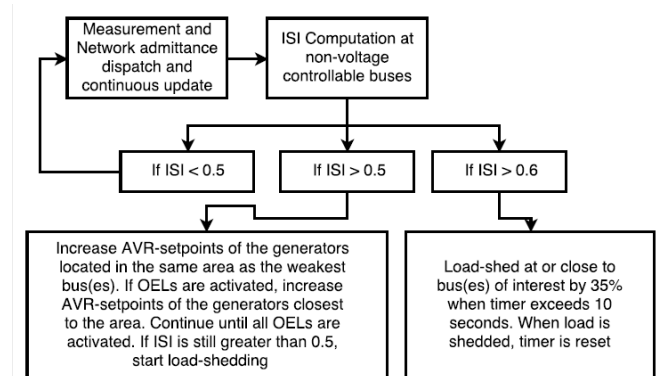 Measurement and
Network admittance
dispatch and
continuous update
ISI Computation at
non-voltage
controllable buses
If ISI < 0.5
If ISI > 0.5
If ISI > 0.6
Increase AVR-setpoints of the generators
located in the same area as the weakest
bus(es). If OELs are activated, increase
AVR-setpoints of the generators closest
to the area. Continue until all OELs are
activated. If ISI is still greater than 0.5,
start load-shedding
Load-shed at or close to
bus(es) of interest by 35%
when timer exceeds 10
seconds. When load is
shedded, timer is reset